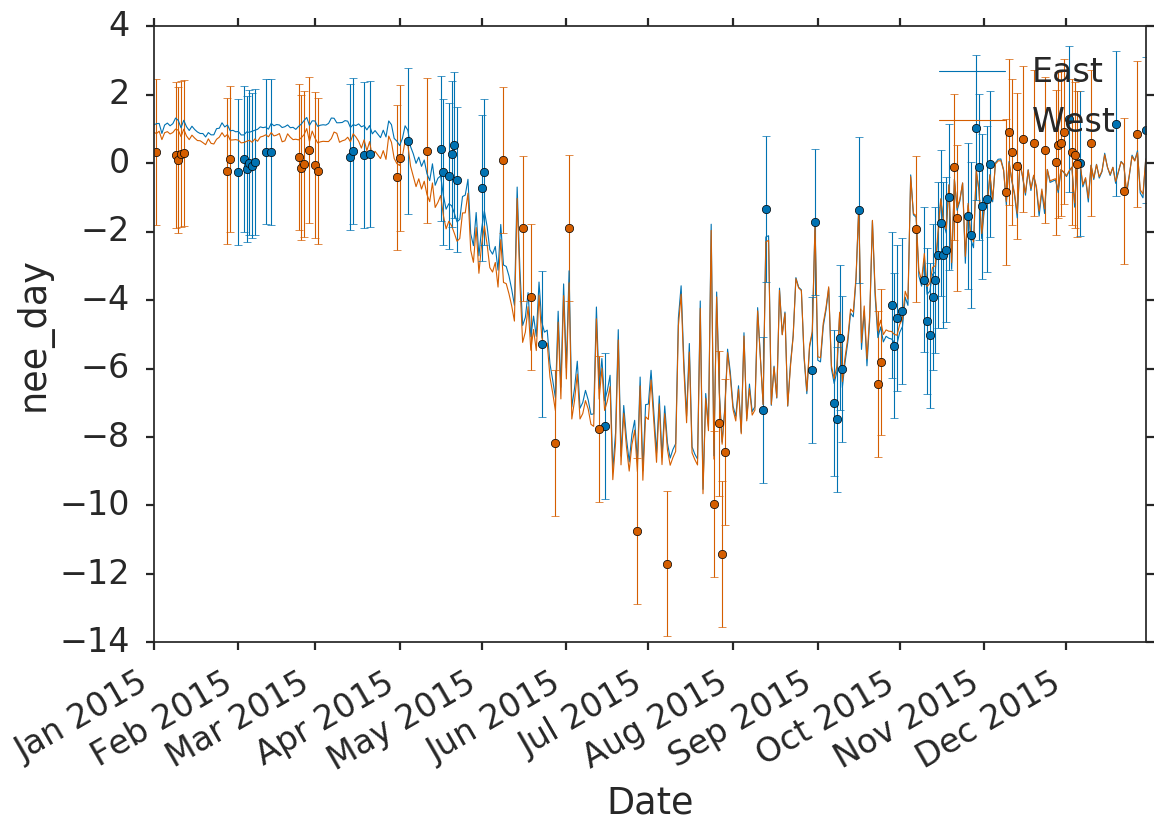 4
2
0
−2
−4
−6
−8
−10
−12
−14
nee_day
East
West
Jan 2015
Feb 2015
Mar 2015
Apr 2015
May 2015
Jun 2015
Jul 2015
Aug 2015
Sep 2015
Oct 2015
Nov 2015
Dec 2015
Date